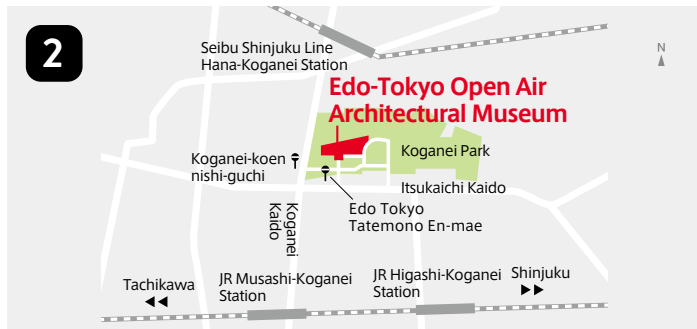 2
Seibu Shinjuku Line
Hana-Koganei Station
N
Edo-Tokyo Open Air
Architectural Museum
Koganei-koen
nishi-guchi
Koganei Park
Itsukaichi Kaido
Edo Tokyo
Tatemono En-mae
Koganei
Kaido
Tachikawa
JR Musashi-Koganei
Station
JR Higashi-Koganei
Station
Shinjuku